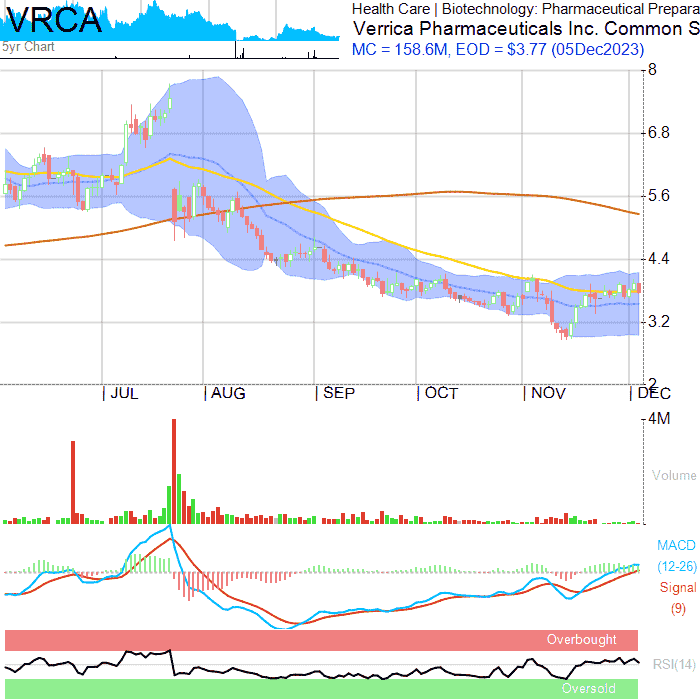 VRCA
Health Care | Biotechnology: Pharmaceutical Prepara
Verrica Pharmaceuticals Inc. Common S
MC = 158.6M, EOD = $3.77 (05Dec2023)
5yr Chart
8
6.8
5.6
4.4
3.2
2
| JUL | AUG | SEP | OCT | NOV | DEC
4M
Volume
MACD
(12-26)
Signal
(9)
Overbought
RSI(14)
Oversold